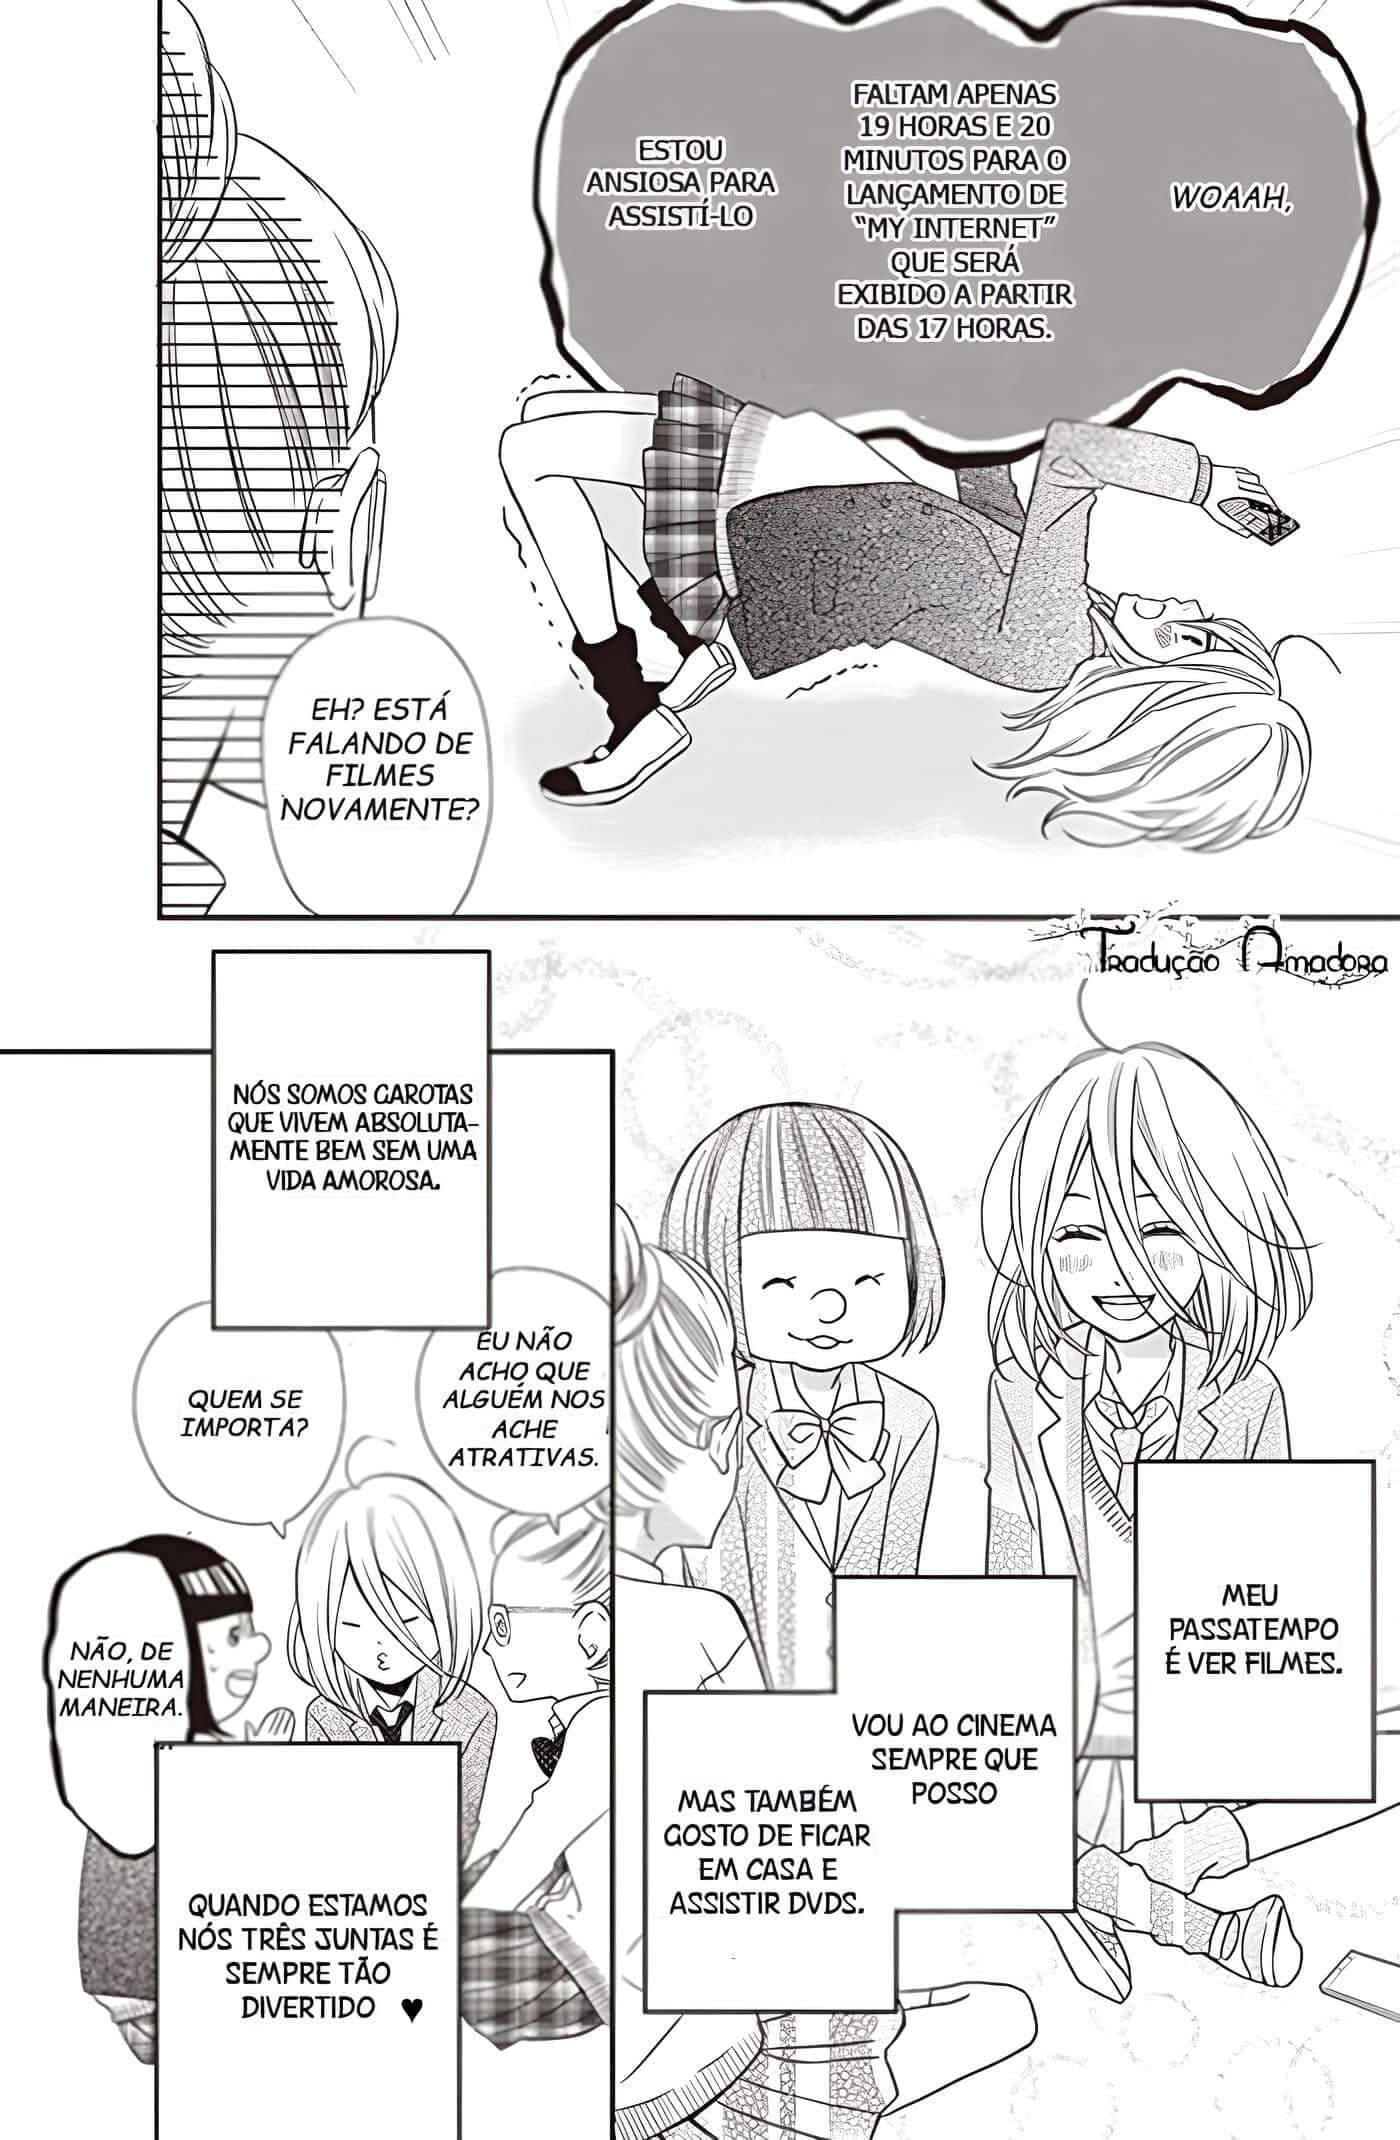 WOAAH,
FALTAM APENAS
19 HORAS E 20
MINUTOS PARA O
LANÇAMENTO DE
“MY INTERNET”
QUE SERÁ
EXIBIDO A PARTIR
DAS 17 HORAS.
ESTOU
ANSIOSA PARA
ASSISTÍ-LO
EH? ESTÁ
FALANDO DE
FILMES
NOVAMENTE?
Tradução Amadora
MEU
PASSATEMPO
É VER FILMES.
VOU AO CINEMA
SEMPRE QUE
POSSO
MAS TAMBÉM
GOSTO DE FICAR
EM CASA E
ASSISTIR DVDS.
NÓS SOMOS GAROTAS
QUE VIVEM ABSOLUTA-
MENTE BEM SEM UMA
VIDA AMOROSA.
EU NÃO
ACHO QUE
ALGUÉM NOS
ACHE
ATRATIVAS.
QUEM SE
IMPORTA?
NÃO, DE
NENHUMA
MANEIRA.
QUANDO ESTAMOS
NÓS TRÊS JUNTAS É
SEMPRE TÃO
DIVERTIDO ♥